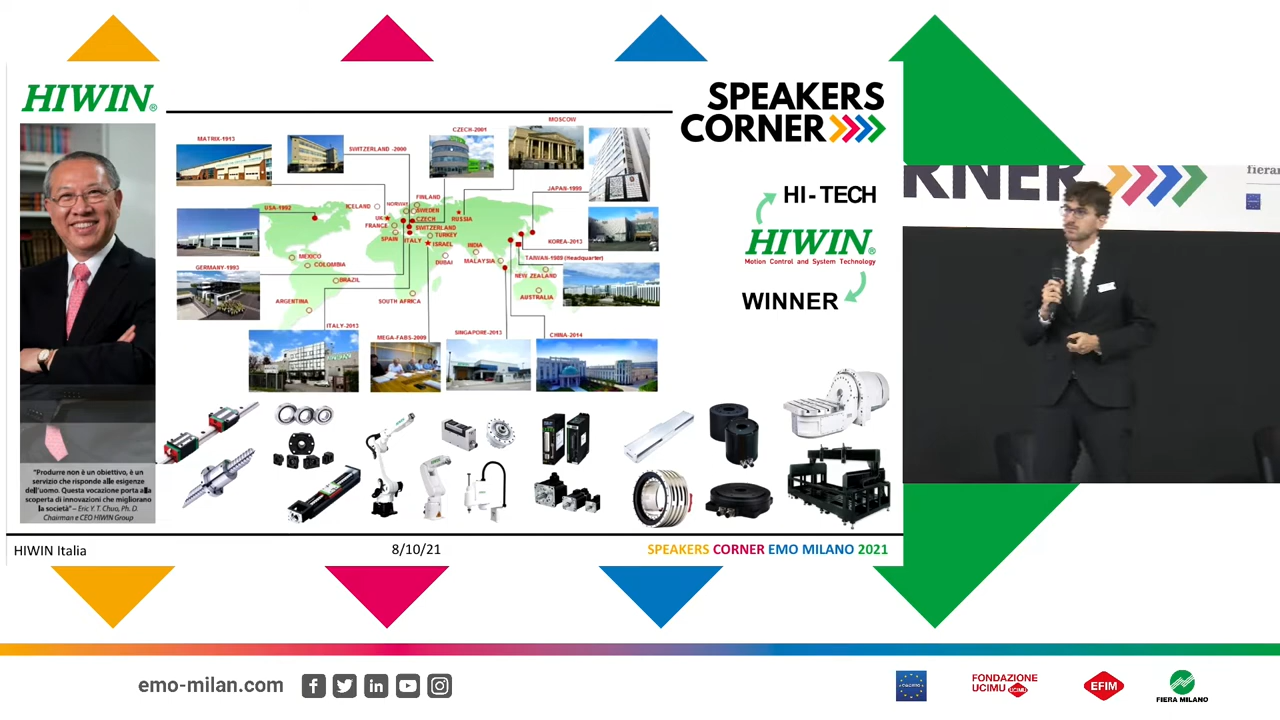 HIWIN®
SPEAKERS
CORNER
MATRIX-1913
SWITZERLAND -2000
CZECH-2001
MOSCOW
JAPAN-1999
USA-1992
ICELAND
NORWAY
FINLAND
SWEDEN
UK
CZECH
RUSSIA
FRANCE
SWITZERLAND
SPAIN
ITALY
TURKEY
ISRAEL
INDIA
KOREA-2013
MEXICO
COLOMBIA
DUBAI
MALAYSIA
TAIWAN-1989 (Headquarter)
GERMANY-1993
BRAZIL
NEW ZEALAND
ARGENTINA
SOUTH AFRICA
AUSTRALIA
ITALY-2013
MEGA-FABS-2009
SINGAPORE-2013
CHINA-2014
HI-TECH
HIWIN®
Motion Control and System Technology
WINNER
"Produrre non è un obiettivo, è un
servizio che risponde alle esigenze
dell'uomo. Questa vocazione porta alla
scoperta di innovazioni che migliorano
la società" – Eric Y. T. Chuo, Ph. D.
Chairman e CEO HIWIN Group
HIWIN Italia
8/10/21
SPEAKERS CORNER EMO MILANO 2021
RNER
fierar
emo-milan.com
FONDAZIONE
UCIMU
UCIMU
EFIM
FIERA MILANO